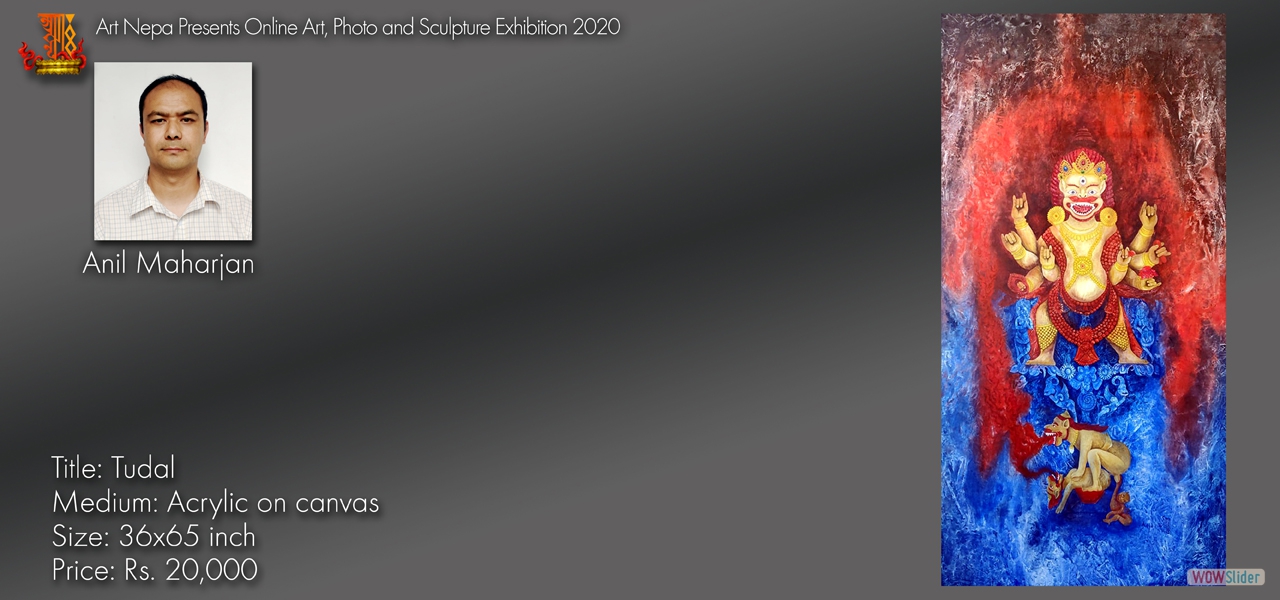 Art Nepa Presents Online Art, Photo and Sculpture Exhibition 2020
Anil Maharjan
Title: Tudal
Medium: Acrylic on canvas
Size: 36x65 inch
Price: Rs. 20,000
WOWSlider